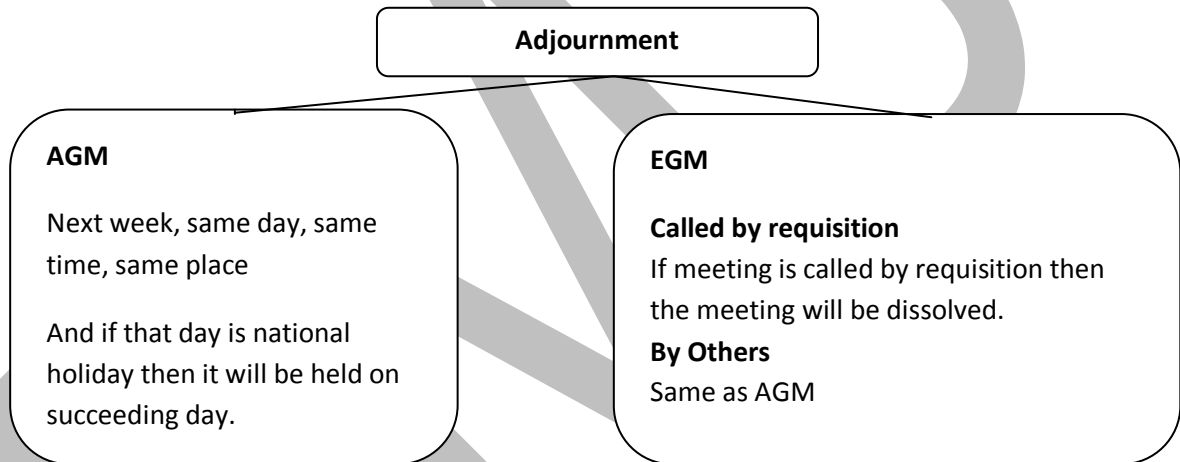 Adjournment
AGM
Next week, same day, same
time, same place
And if that day is national
holiday then it will be held on
succeeding day.
EGM
Called by requisition
If meeting is called by requisition then
the meeting will be dissolved.
By Others
Same as AGM